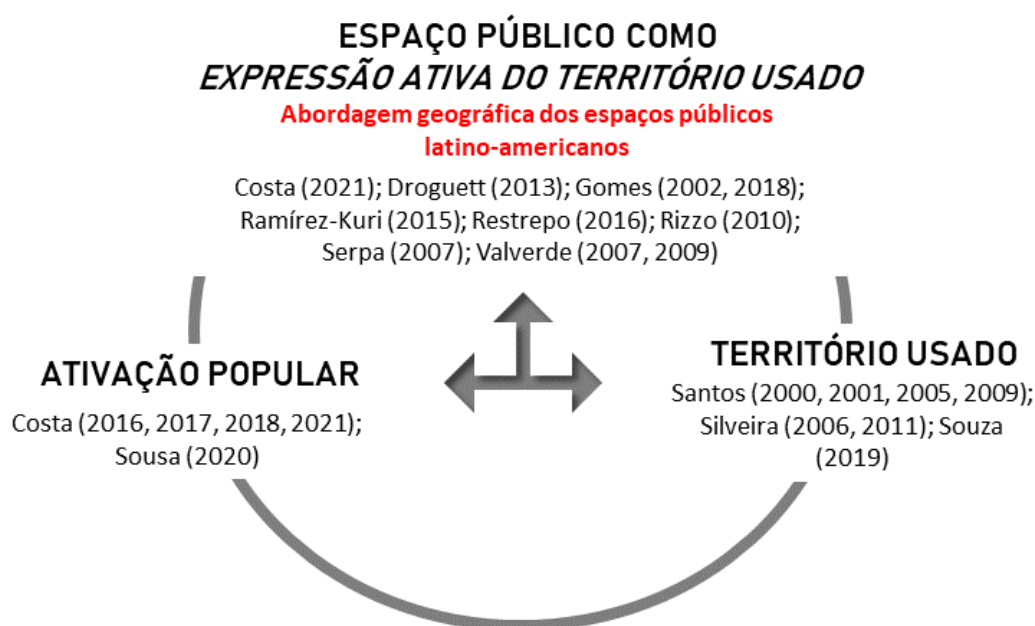 ESPAÇO PÚBLICO COMO
EXPRESSÃO ATIVA DO TERRITÓRIO USADO
Abordagem geográfica dos espaços públicos
latino-americanos
Costa (2021); Droguett (2013); Gomes (2002, 2018);
Ramírez-Kuri (2015); Restrepo (2016); Rizzo (2010);
Serpa (2007); Valverde (2007, 2009)
ATIVAÇÃO POPULAR
Costa (2016, 2017, 2018, 2021);
Sousa (2020)
TERRITÓRIO USADO
Santos (2000, 2001, 2005, 2009);
Silveira (2006, 2011); Souza
(2019)